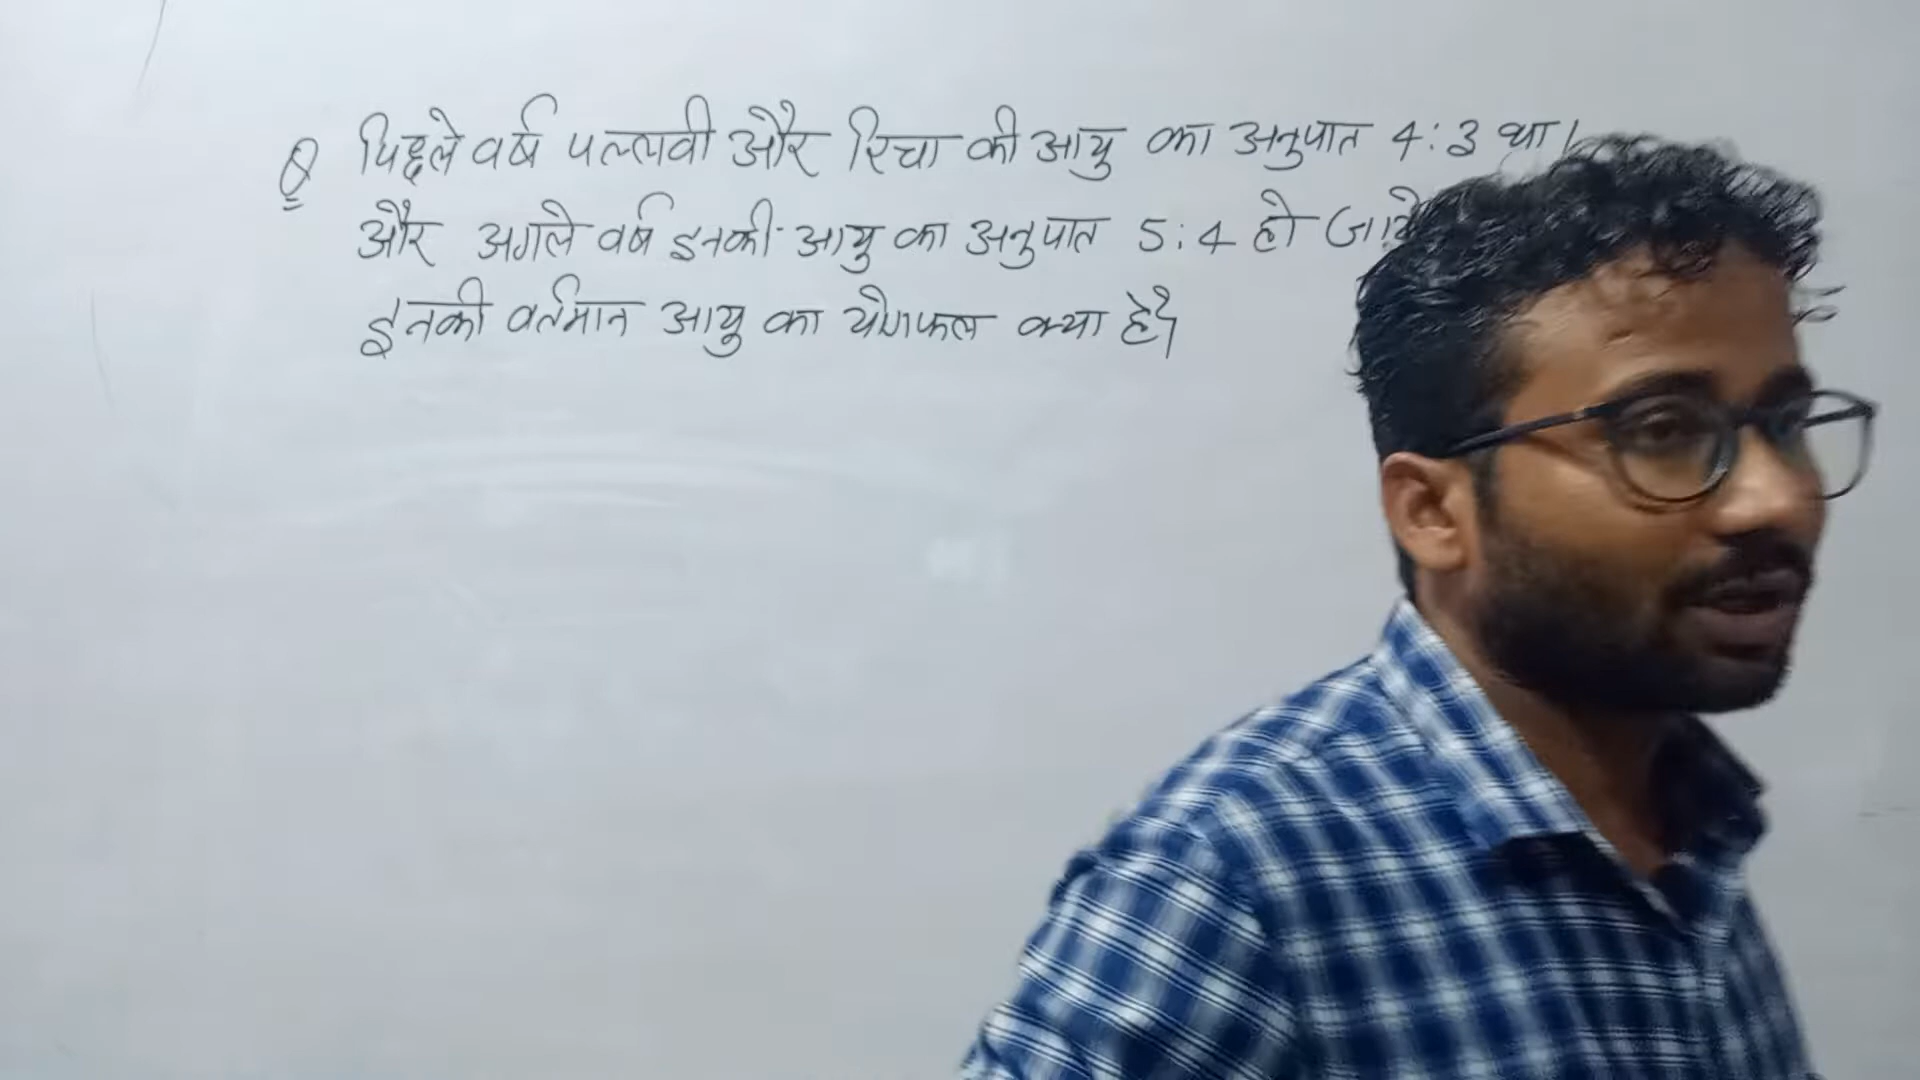 Q पिछले वर्ष पल्लवी और रिचा की आयु का अनुपात 4:3 था।
और अगले वर्ष इनकी आयु का अनुपात 5:4 हो
इनकी वर्तमान आयु का योगफल क्या है?